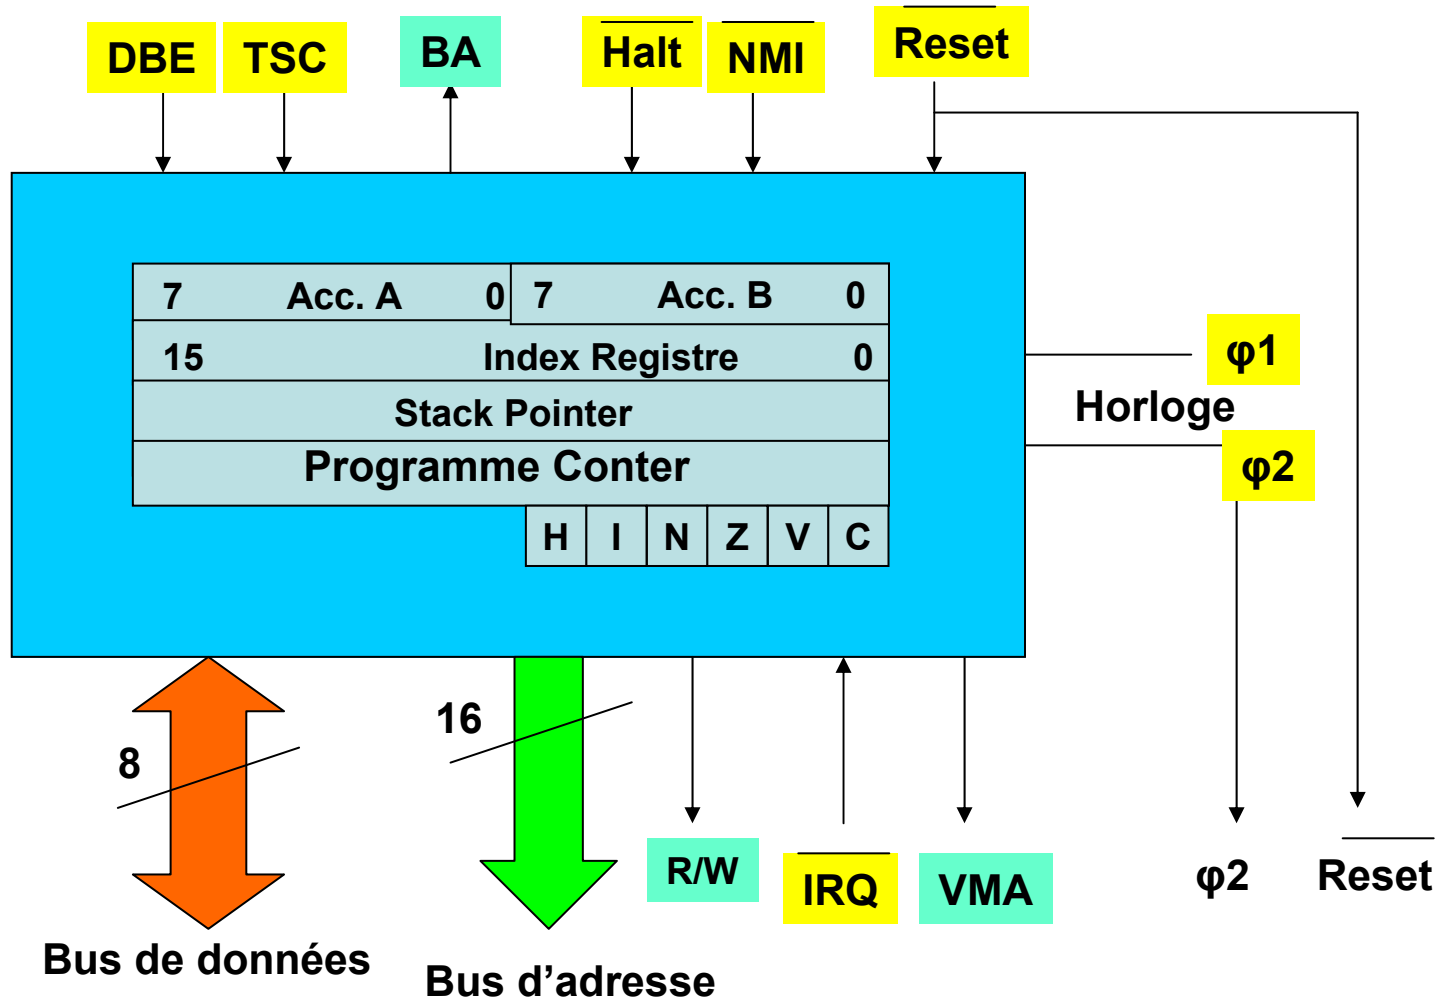 DBE TSC BA Halt NMI Reset
7 Acc. A 0 7 Acc. B 0
15 Index Registre 0
φ1
Horloge
Stack Pointer
Programme Conter
φ2
H I N Z V C
16
8
R/W IRQ VMA φ2 Reset
Bus de données
Bus d’adresse